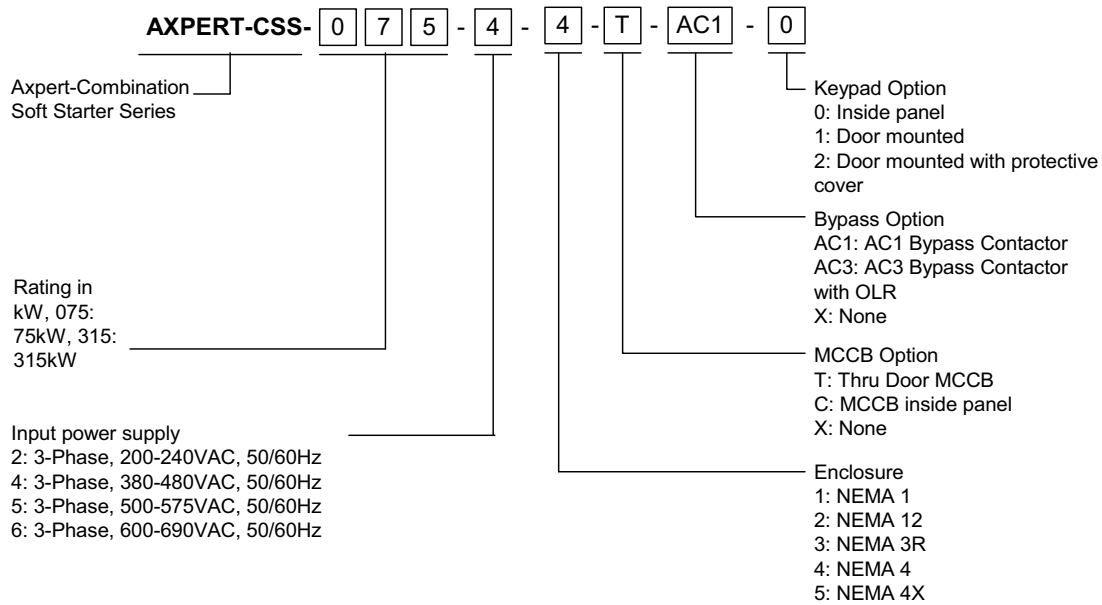 AXPERT-CSS- 0 7 5 - 4 - 4 - T - AC1 - 0
Axpert-Combination
Soft Starter Series
Rating in
kW, 075:
75kW, 315:
315kW
Input power supply
2: 3-Phase, 200-240VAC, 50/60Hz
4: 3-Phase, 380-480VAC, 50/60Hz
5: 3-Phase, 500-575VAC, 50/60Hz
6: 3-Phase, 600-690VAC, 50/60Hz
Keypad Option
0: Inside panel
1: Door mounted
2: Door mounted with protective
cover
Bypass Option
AC1: AC1 Bypass Contactor
AC3: AC3 Bypass Contactor
with OLR
X: None
MCCB Option
T: Thru Door MCCB
C: MCCB inside panel
X: None
Enclosure
1: NEMA 1
2: NEMA 12
3: NEMA 3R
4: NEMA 4
5: NEMA 4X